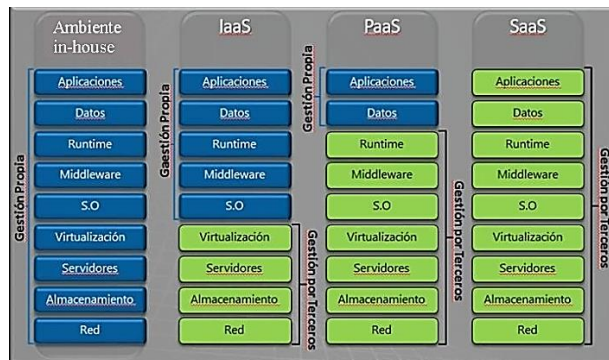 Ambiente
in-house
Gestión Propia
Aplicaciones
Datos
Runtime
Middleware
S.O
Virtualización
Servidores
Almacenamiento
Red
IaaS
Gaestión Propia
Aplicaciones
Datos
Runtime
Middleware
S.O
Virtualización
Servidores
Almacenamiento
Red
Gestión por Terceros
PaaS
Gestión Propia
Aplicaciones
Datos
Runtime
Middleware
S.O
Virtualización
Servidores
Almacenamiento
Red
Gestión por Terceros
SaaS
Aplicaciones
Datos
Runtime
Middleware
S.O
Virtualización
Servidores
Almacenamiento
Red
Gestión por Terceros